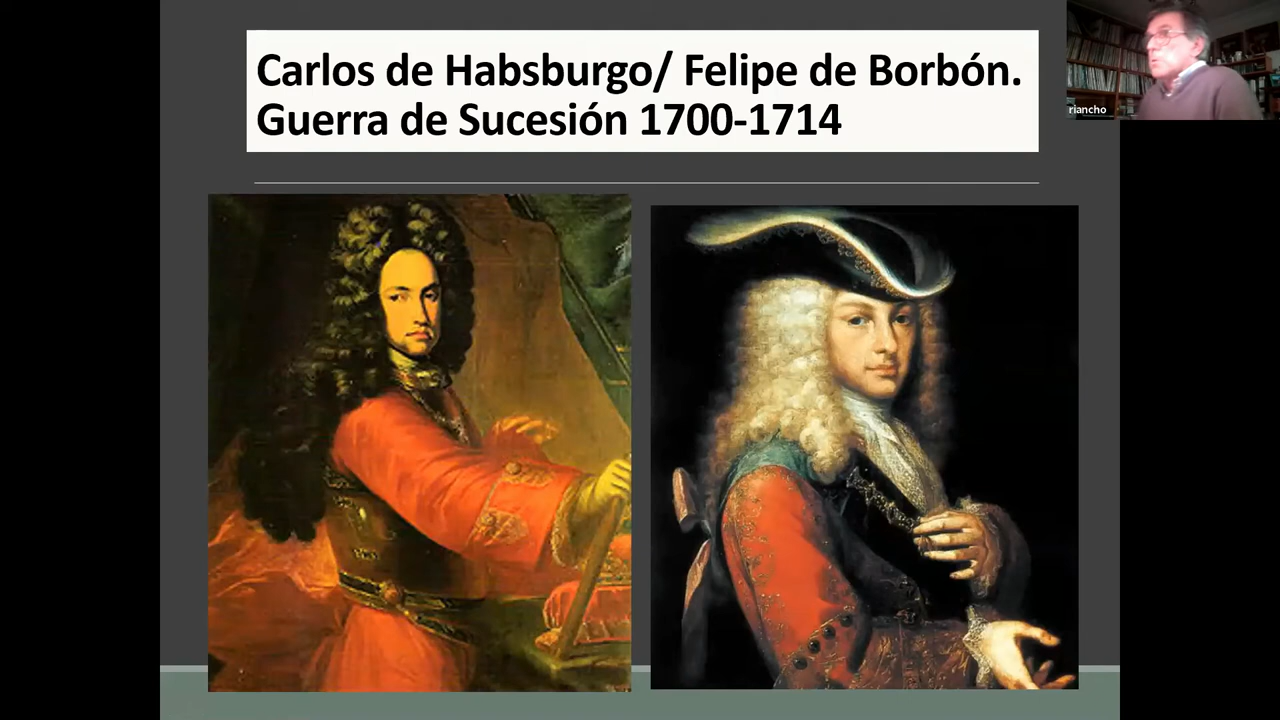 Carlos de Habsburgo/ Felipe de Borbón.
Guerra de Sucesión 1700-1714
riancho